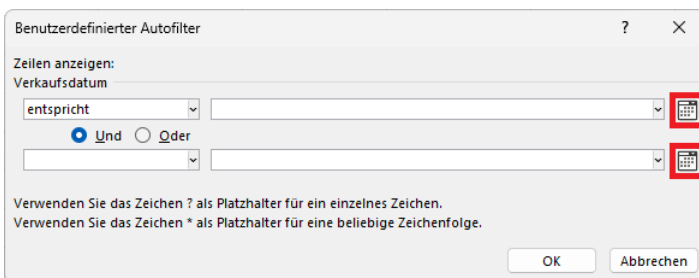 Benutzerdefinierter Autofilter ? ×
Zeilen anzeigen:
Verkaufsdatum
entspricht
Und Oder
Verwenden Sie das Zeichen ? als Platzhalter für ein einzelnes Zeichen.
Verwenden Sie das Zeichen * als Platzhalter für eine beliebige Zeichenfolge.
OK Abbrechen